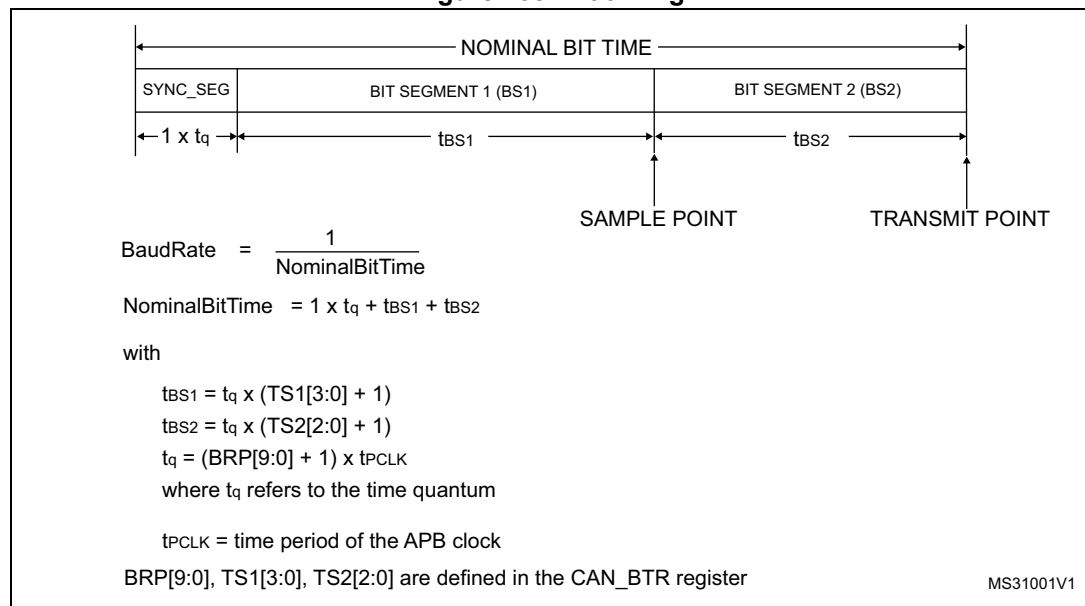 NOMINAL BIT TIME
SYNC_SEG BIT SEGMENT 1 (BS1) BIT SEGMENT 2 (BS2)
1 x tq tBS1 tBS2
SAMPLE POINT TRANSMIT POINT
BaudRate = 1
NominalBitTime
NominalBitTime = 1 x tq + tBS1 + tBS2
with
tBS1 = tq x (TS1[3:0] + 1)
tBS2 = tq x (TS2[2:0] + 1)
tq = (BRP[9:0] + 1) x tPCLK
where tq refers to the time quantum
tPCLK = time period of the APB clock
BRP[9:0], TS1[3:0], TS2[2:0] are defined in the CAN_BTR register
MS31001V1